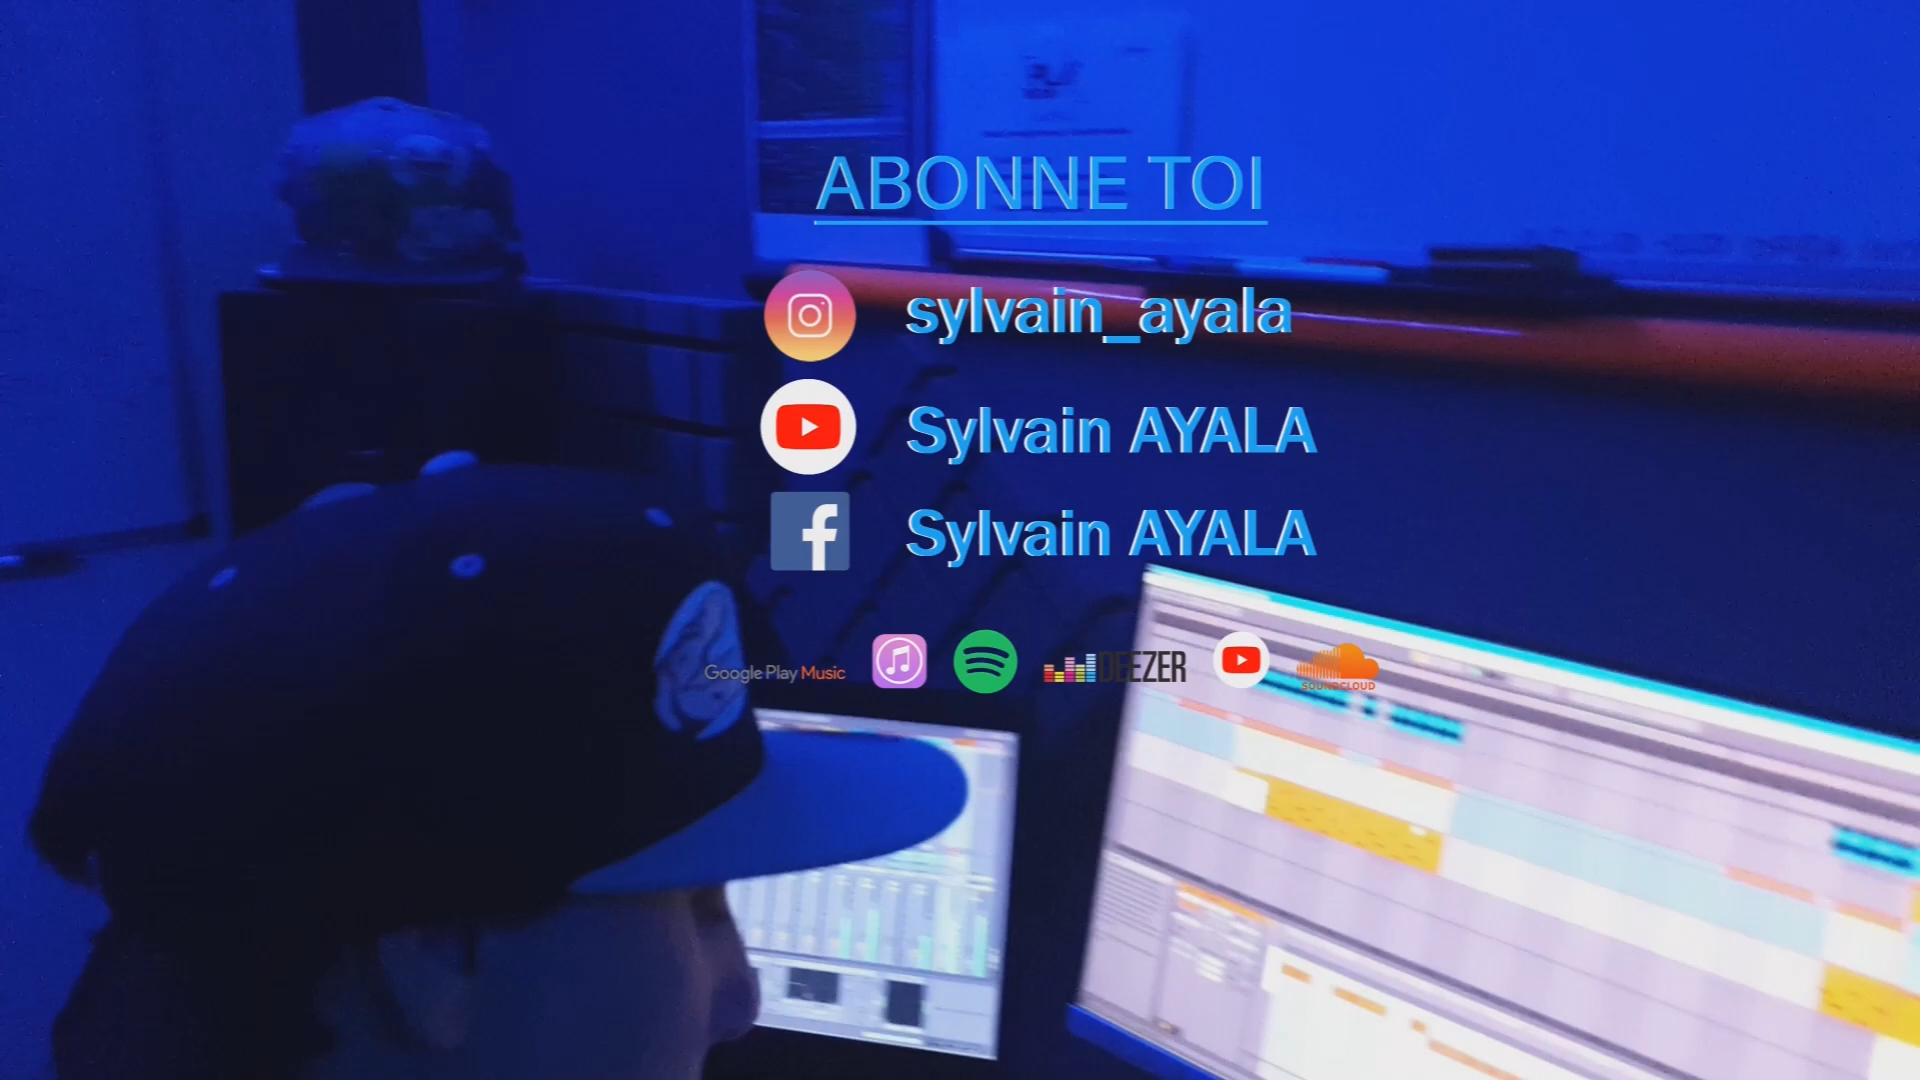 ABONNE TOI
sylvain_ayala
Sylvain AYALA
Sylvain AYALA
Google Play Music DEEZER SOUNDCLOUD